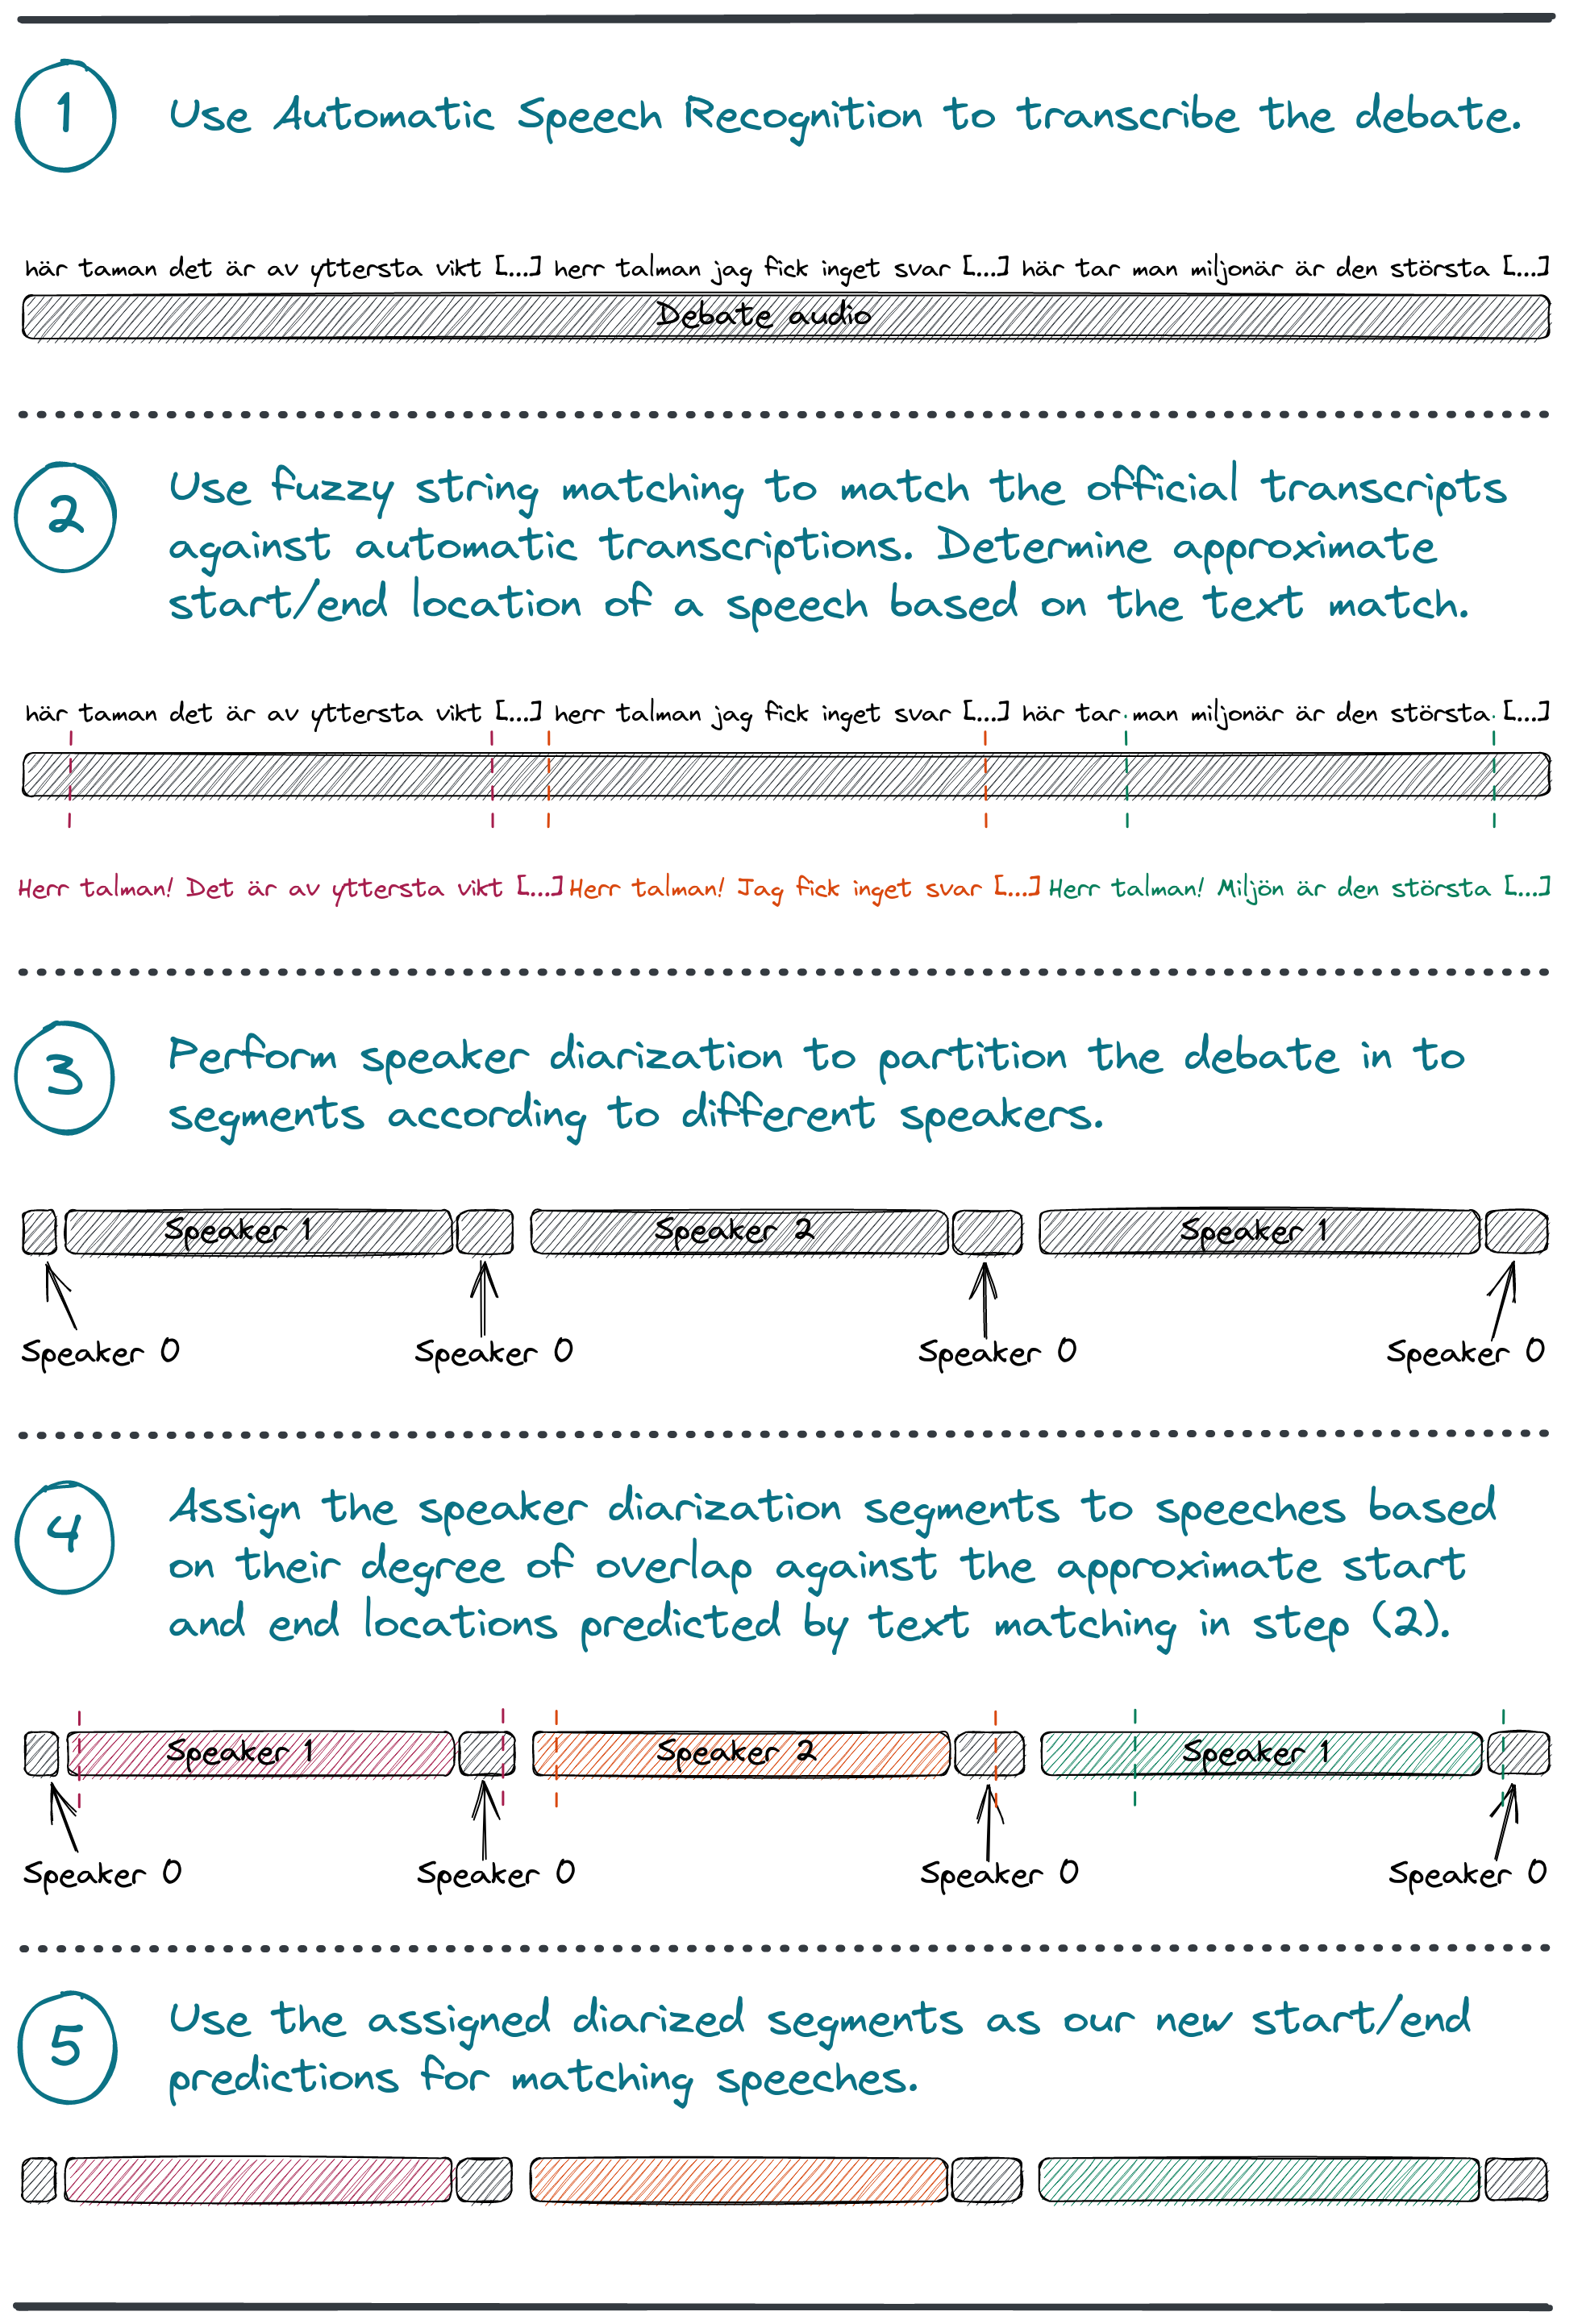 1
Use Automatic Speech Recognition to transcribe the debate.
här taman det är av yttersta vikt [...] herr talman jag fick inget svar [...] här tar man miljonär är den största [...]
Debate audio
2
Use fuzzy string matching to match the official transcripts
against automatic transcriptions. Determine approximate
start/end location of a speech based on the text match.
här taman det är av yttersta vikt [...] herr talman jag fick inget svar [...] här tar man miljonär är den största [...]
Herr talman! Det är av yttersta vikt [...] Herr talman! Jag fick inget svar [...] Herr talman! Miljön är den största [...]
3
Perform speaker diarization to partition the debate in to
segments according to different speakers.
Speaker 1 Speaker 2 Speaker 1
Speaker 0 Speaker 0 Speaker 0 Speaker 0
4
Assign the speaker diarization segments to speeches based
on their degree of overlap against the approximate start
and end locations predicted by text matching in step (2).
Speaker 1 Speaker 2 Speaker 1
Speaker 0 Speaker 0 Speaker 0 Speaker 0
5
Use the assigned diarized segments as our new start/end
predictions for matching speeches.